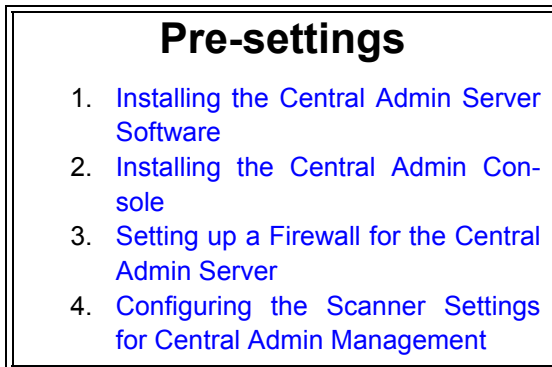 Pre-settings
1. Installing the Central Admin Server
Software
2. Installing the Central Admin Con-
sole
3. Setting up a Firewall for the Central
Admin Server
4. Configuring the Scanner Settings
for Central Admin Management